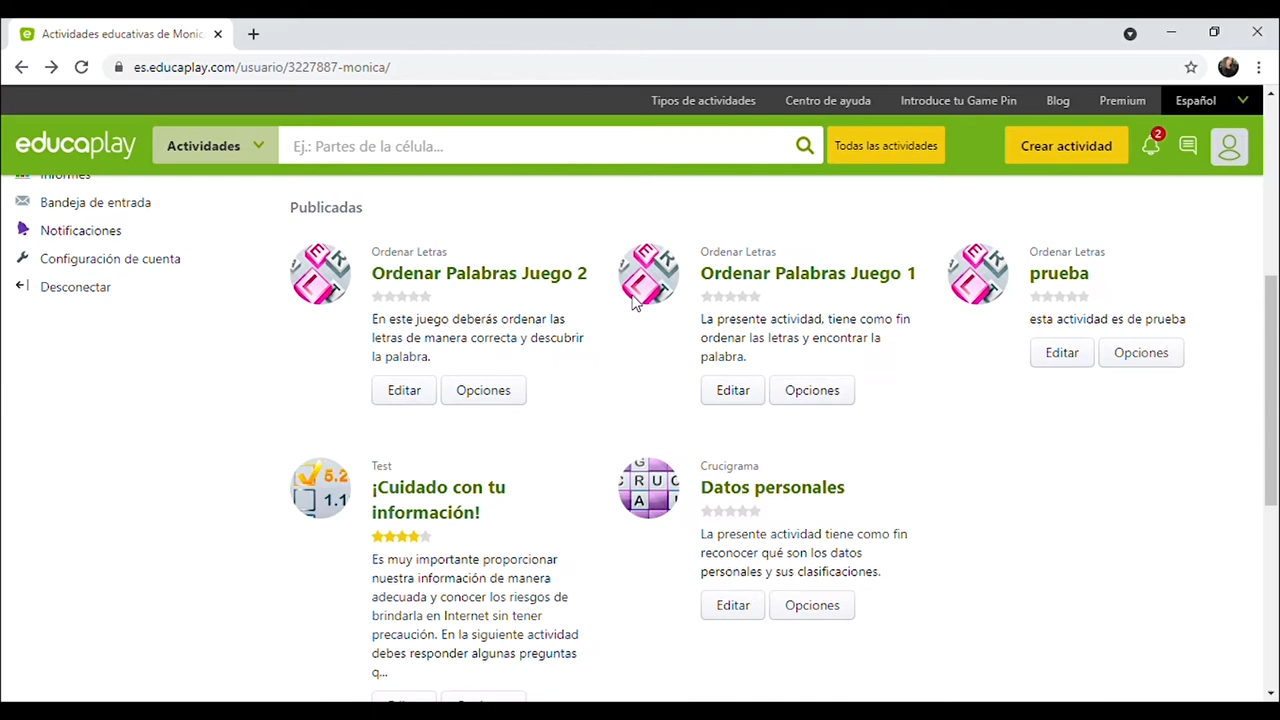 Actividades educativas de Monic
es.educaplay.com/usuario/3227887-monica/
Tipos de actividades Centro de ayuda Introduce tu Game Pin Blog Premium Español
educaplay Actividades Ej.: Partes de la célula... Todas las actividades Crear actividad 2
Informes
Bandeja de entrada
Notificaciones
Configuración de cuenta
Desconectar
Publicadas
Ordenar Letras
Ordenar Palabras Juego 2
En este juego deberás ordenar las
letras de manera correcta y descubrir
la palabra.
Editar Opciones
Ordenar Letras
Ordenar Palabras Juego 1
La presente actividad, tiene como fin
ordenar las letras y encontrar la
palabra.
Editar Opciones
Ordenar Letras
prueba
esta actividad es de prueba
Editar Opciones
Test
¡Cuidado con tu
información!
Es muy importante proporcionar
nuestra información de manera
adecuada y conocer los riesgos de
brindarla en Internet sin tener
precaución. En la siguiente actividad
debes responder algunas preguntas
q...
Crucigrama
Datos personales
La presente actividad tiene como fin
reconocer qué son los datos
personales y sus clasificaciones.
Editar Opciones